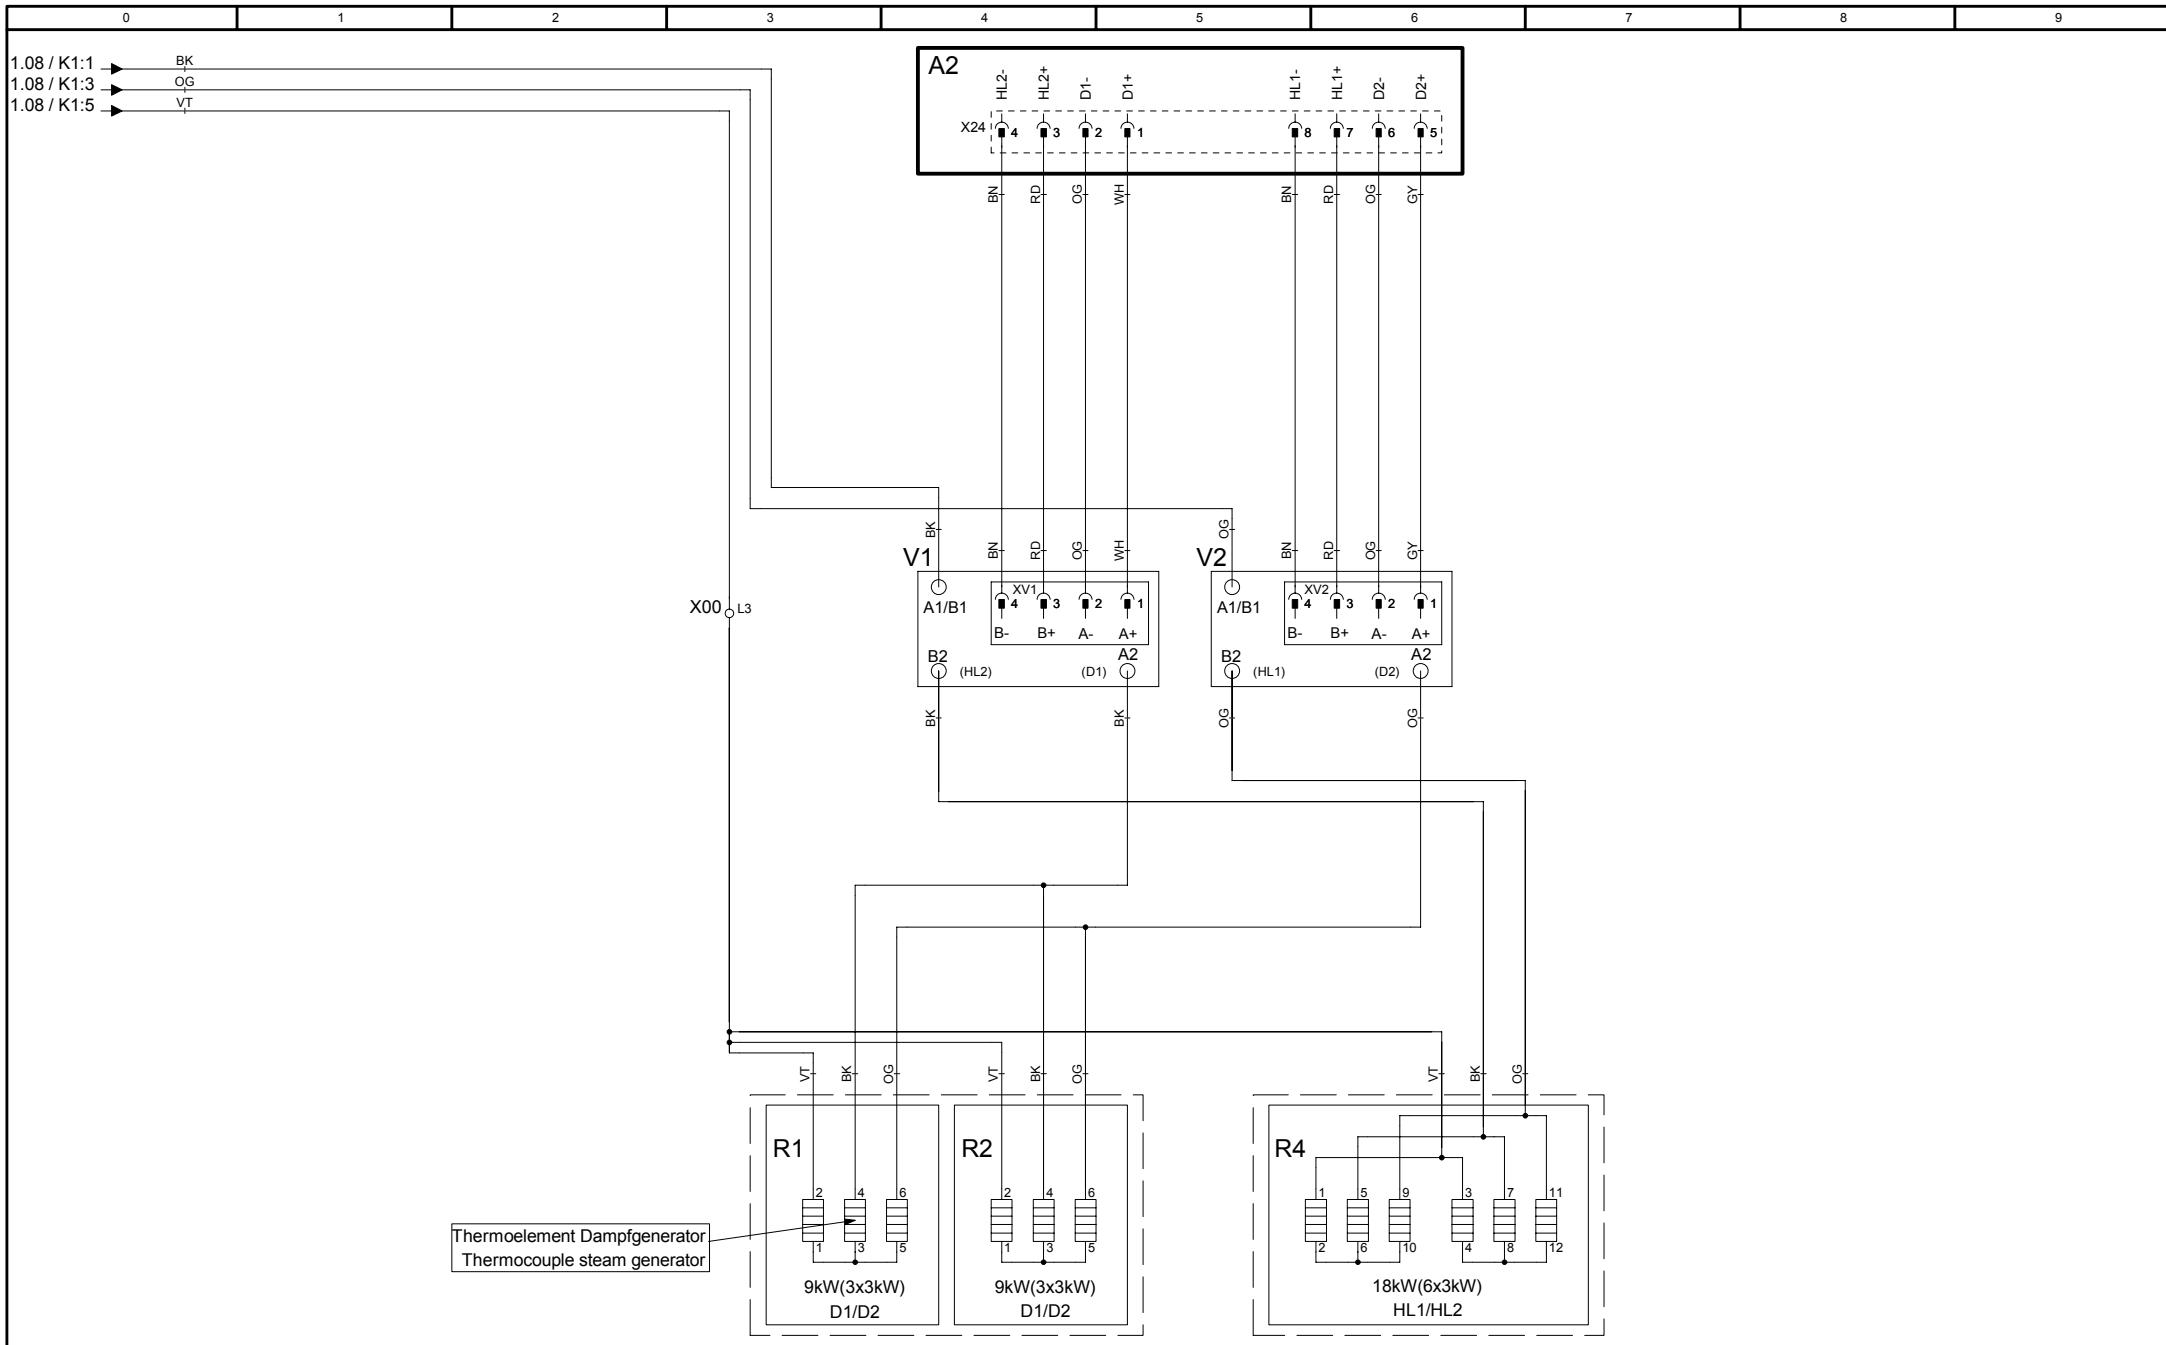 0 1 2 3 4 5 6 7 8 9
1.08 / K1:1 BK
1.08 / K1:3 OG
1.08 / K1:5 VT
A2
HL2- HL2+ D1- D1+ HL1- HL1+ D2- D2+
X24 4 3 2 1 8 7 6 5
BN RD OG WH BN RD OG GY
BK BN RD OG WH OG BN RD OG GY
V1 V2
A1/B1 XV1 4 3 2 1 A1/B1 XV2 4 3 2 1
B- B+ A- A+ B- B+ A- A+
X00 L3
B2 (HL2) (D1) A2 B2 (HL1) (D2) A2
BK BK OG OG
VT BK OG VT BK OG VT BK OG
R1 R2 R4
2 4 6 2 4 6 1 5 9 3 7 11
1 3 5 1 3 5 2 6 10 4 8 12
Thermoelement Dampfgenerator
Thermocouple steam generator
9kW(3x3kW) 9kW(3x3kW) 18kW(6x3kW)
D1/D2 D1/D2 HL1/HL2